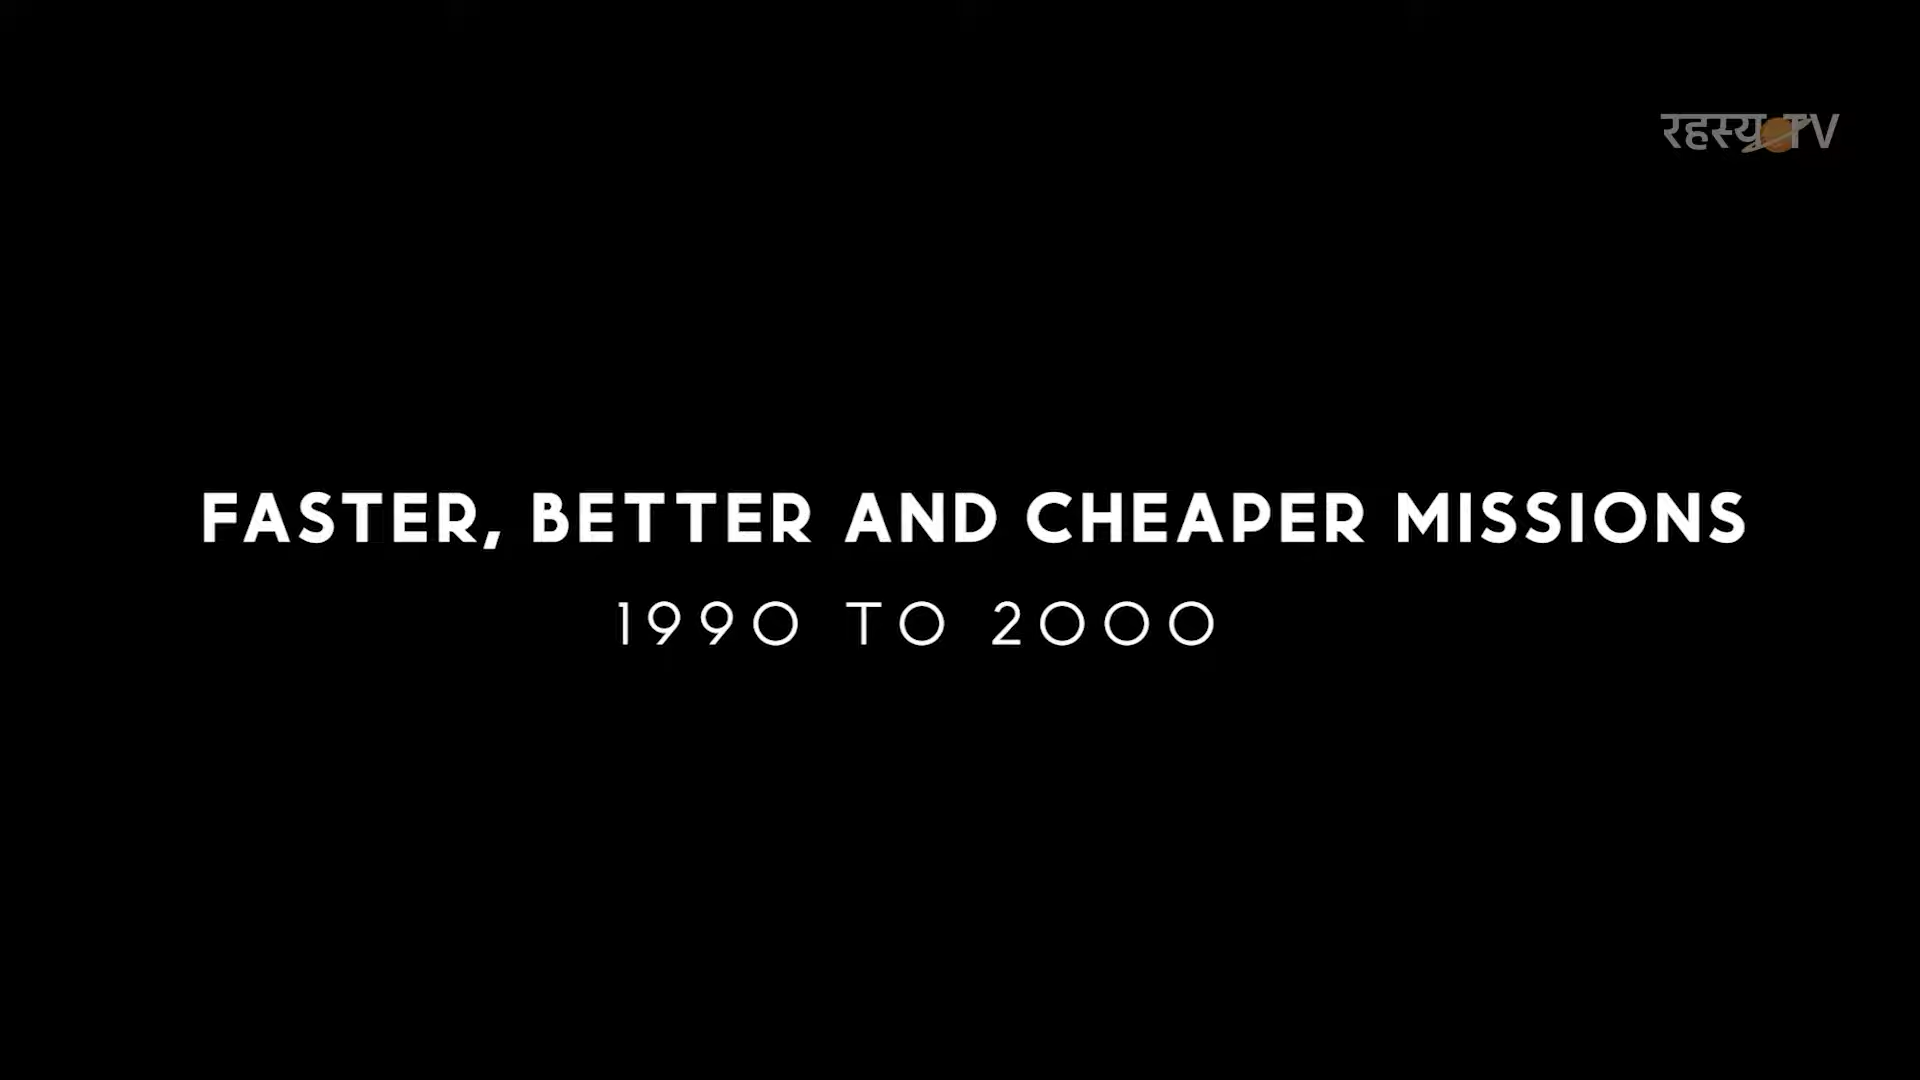 रहस्य TV
FASTER, BETTER AND CHEAPER MISSIONS
1990 TO 2000